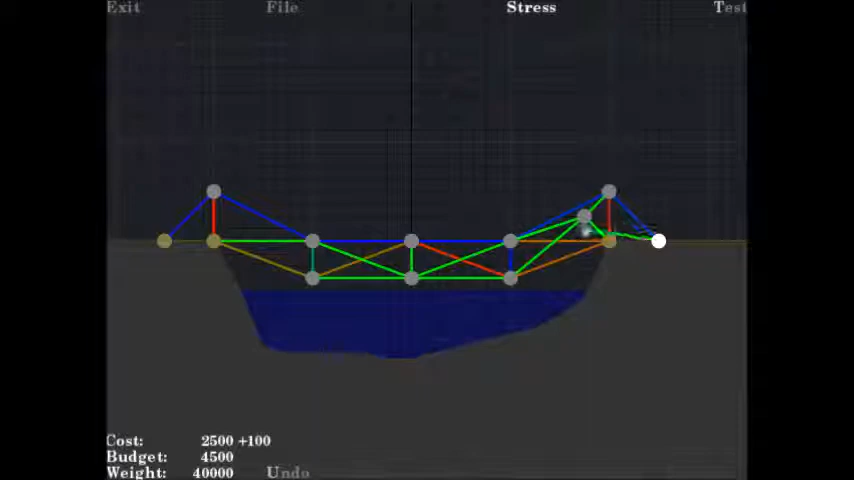 Exit File Stress Test
Cost: 2500 +100
Budget: 4500
Weight: 40000 Undo